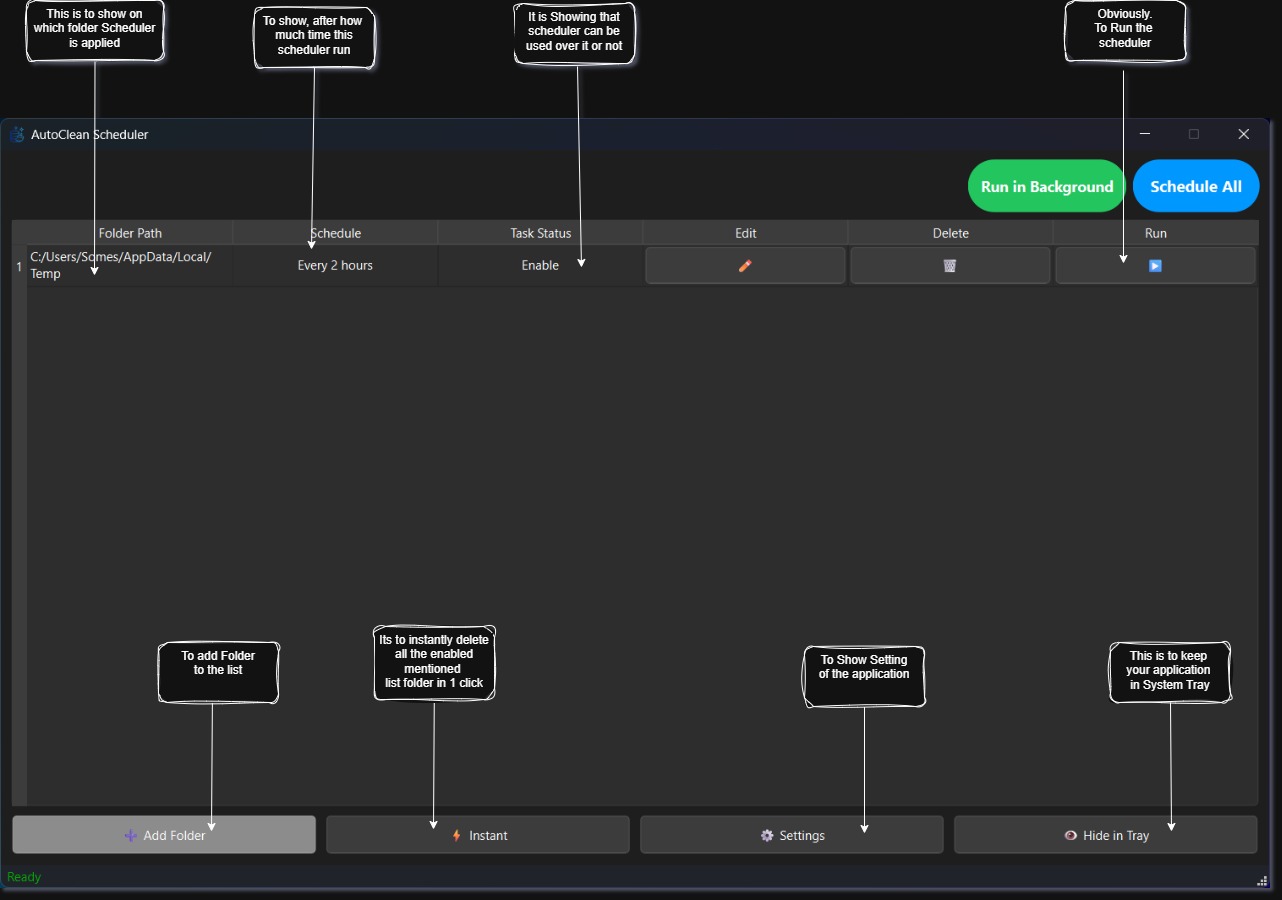 This is to show on
which folder Scheduler
is applied
To show, after how
much time this
scheduler run
It is Showing that
scheduler can be
used over it or not
Obviously.
To Run the
scheduler
AutoClean Scheduler
Run in Background
Schedule All
Folder Path
Schedule
Task Status
Edit
Delete
Run
1
C:/Users/Somes/AppData/Local/
Temp
Every 2 hours
Enable
To add Folder
to the list
Its to instantly delete
all the enabled
mentioned
list folder in 1 click
To Show Setting
of the application
This is to keep
your application
in System Tray
Add Folder
Instant
Settings
Hide in Tray
Ready